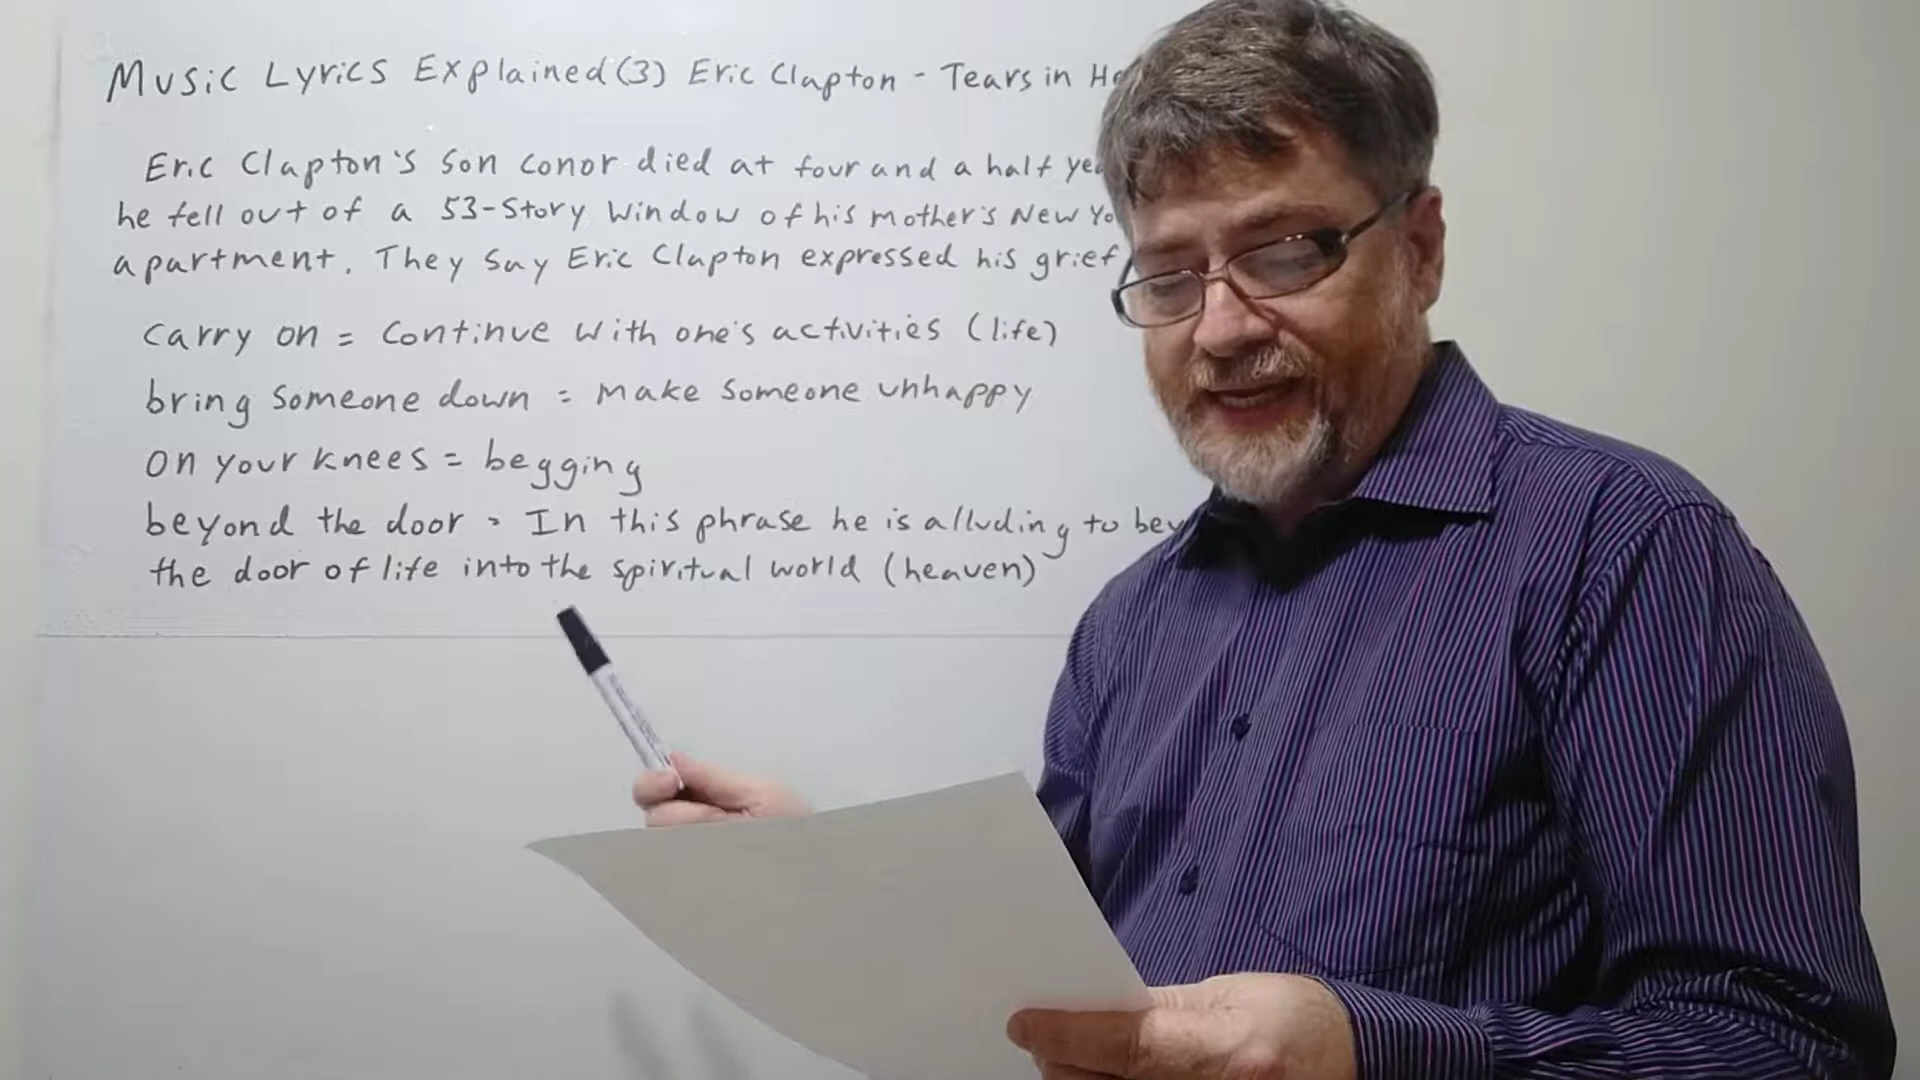 Music Lyrics Explained (3) Eric Clapton - Tears in
Eric Clapton's son conor died at four and a half
he fell out of a 53-Story Window of his mother's New
apartment. They say Eric Clapton expressed his grief
carry on = continue with one's activities (life)
bring someone down = make someone unhappy
on your knees = begging
beyond the door = In this phrase he is alluding to
the door of life into the spiritual world (heaven)